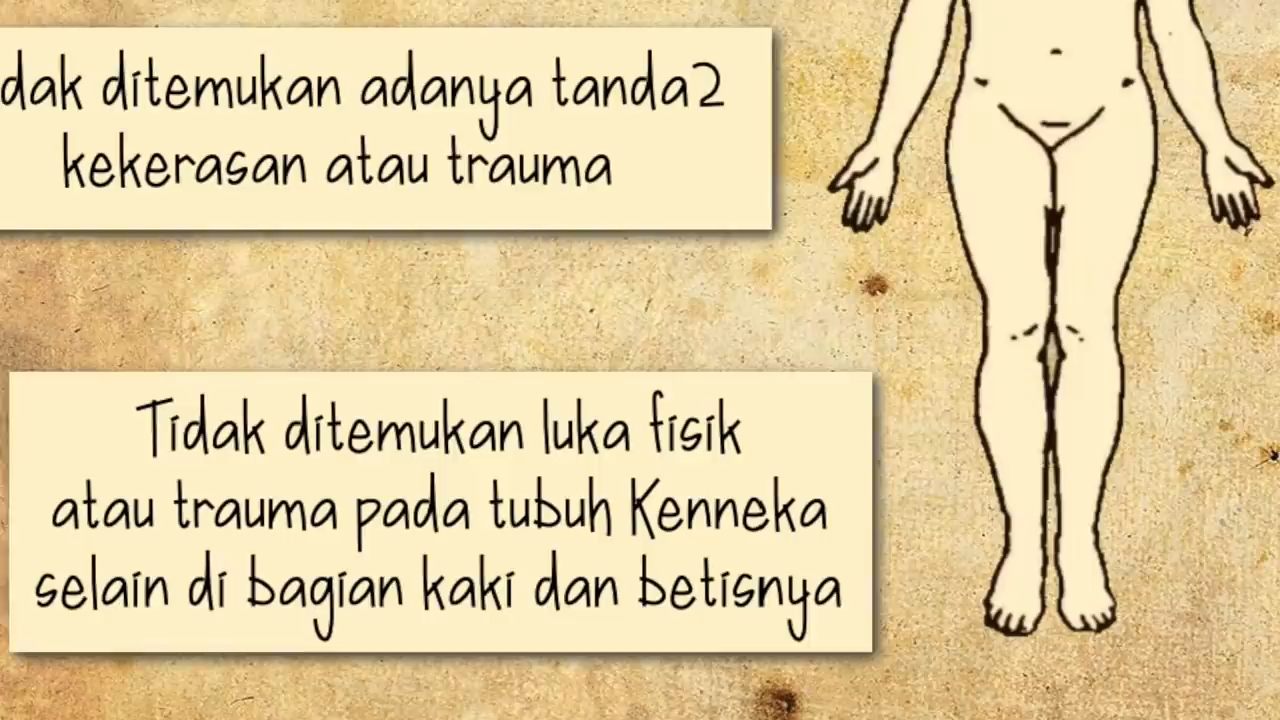 dak ditemukan adanya tanda2
kekerasan atau trauma
Tidak ditemukan luka fisik
atau trauma pada tubuh Kenneka
selain di bagian kaki dan betisnya